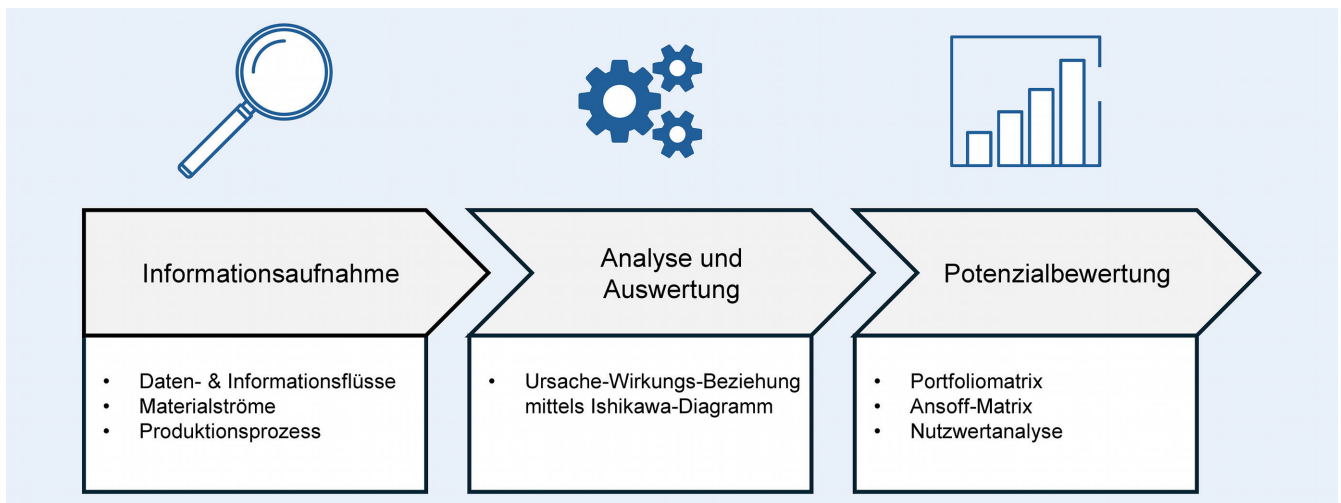 Informationsaufnahme
Analyse und
Auswertung
Potenzialbewertung
• Daten- & Informationsflüsse
• Materialströme
• Produktionsprozess
• Ursache-Wirkungs-Beziehung
mittels Ishikawa-Diagramm
• Portfoliomatrix
• Ansoff-Matrix
• Nutzwertanalyse